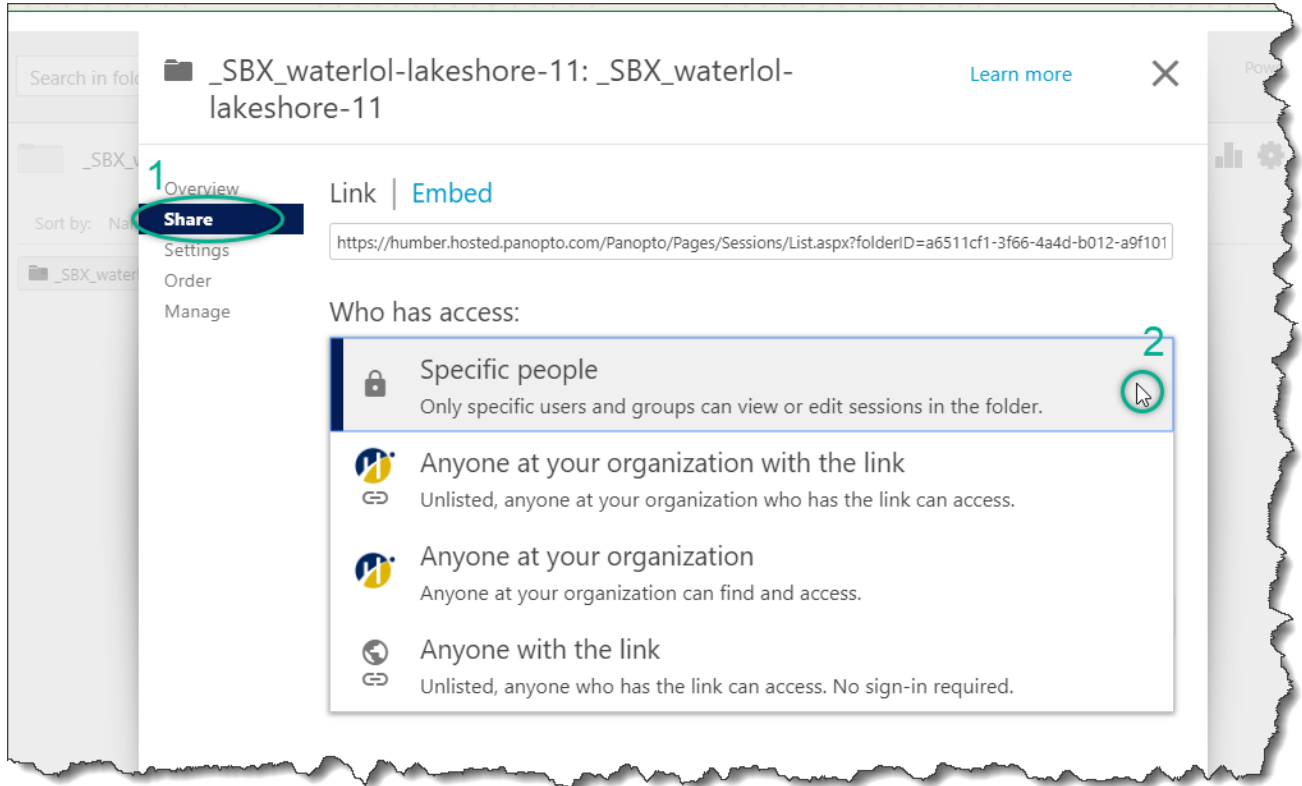 Search in fold
_SBX_waterlol-lakeshore-11: _SBX_waterlol-
lakeshore-11
Learn more
Pow
_SBX_w
1
Overview
Share
Settings
Order
Manage
Sort by: Na
_SBX_water
Link | Embed
https://humber.hosted.panopto.com/Panopto/Pages/Sessions/List.aspx?folderID=a6511cf1-3f66-4a4d-b012-a9f101
Who has access:
2
Specific people
Only specific users and groups can view or edit sessions in the folder.
Anyone at your organization with the link
Unlisted, anyone at your organization who has the link can access.
Anyone at your organization
Anyone at your organization can find and access.
Anyone with the link
Unlisted, anyone who has the link can access. No sign-in required.